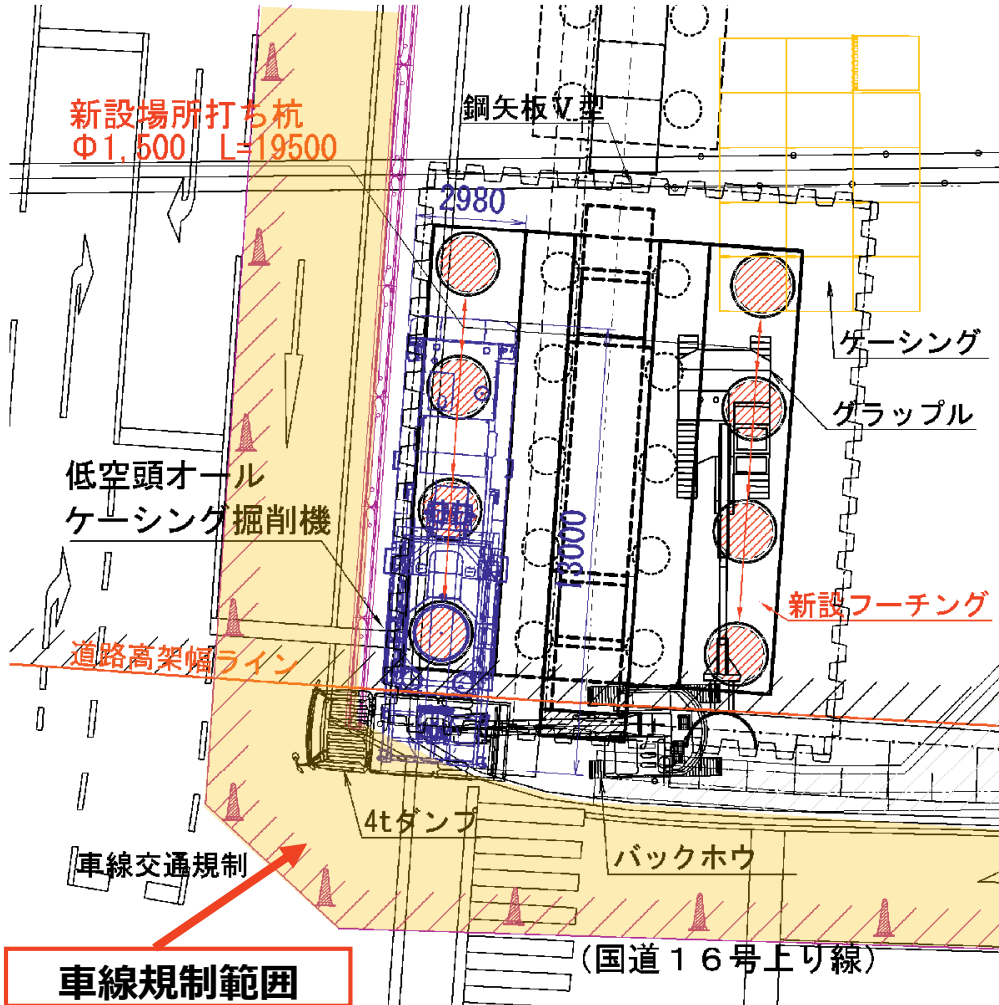 新設場所打ち杭
Φ1,500 L=19500
鋼矢板Ⅴ型
2980
ケーシング
グラップル
低空頭オール
ケーシング掘削機
13000
新設フーチング
道路高架幅ライン
4tダンプ
バックホウ
車線交通規制
(国道16号上り線)
車線規制範囲